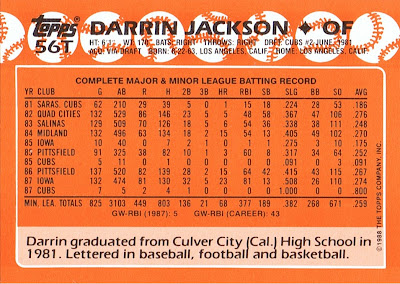 Topps
56T
DARRIN JACKSON ♦ OF
HT: 6'1" WT: 170 BATS: RIGHT THROWS: RIGHT DRFT: CUBS #2-JUNE, 1981
ACQ: VIA DRAFT BORN: 8-22-63, LOS ANGELES, CALIF. HOME: LOS ANGELES, CALIF.
COMPLETE MAJOR & MINOR LEAGUE BATTING RECORD
YR CLUB G AB R H 2B 3B HR RBI SB SLG BB SO AVG
81 SARAS. CUBS 62 210 29 39 5 0 1 15 18 .224 28 53 .186
82 QUAD CITIES 132 529 86 146 23 5 5 48 58 .367 47 106 .276
83 SALINAS 129 509 70 126 18 5 6 54 36 .338 38 111 .248
84 MIDLAND 132 496 63 134 18 2 15 54 13 .405 49 102 .270
85 IOWA 10 40 0 7 2 1 0 1 1 .275 3 10 .175
85 PITTSFIELD 91 325 38 82 10 1 3 30 8 .317 34 64 .252
85 CUBS 5 11 0 1 0 0 0 0 0 .091 0 3 .091
86 PITTSFIELD 137 520 82 139 28 2 15 64 42 .415 43 115 .267
87 IOWA 132 474 81 130 32 5 23 81 13 .508 26 110 .274
87 CUBS 7 5 2 4 1 0 0 0 0 1.000 0 0 .800
MIN. LEA. TOTALS 825 3103 449 803 136 21 68 347 189 .382 268 671 .259
GW-RBI (1987): 5 GW-RBI (CAREER): 43
Darrin graduated from Culver City (Cal.) High School in
1981. Lettered in baseball, football and basketball.
©1988 THE TOPPS COMPANY, INC.